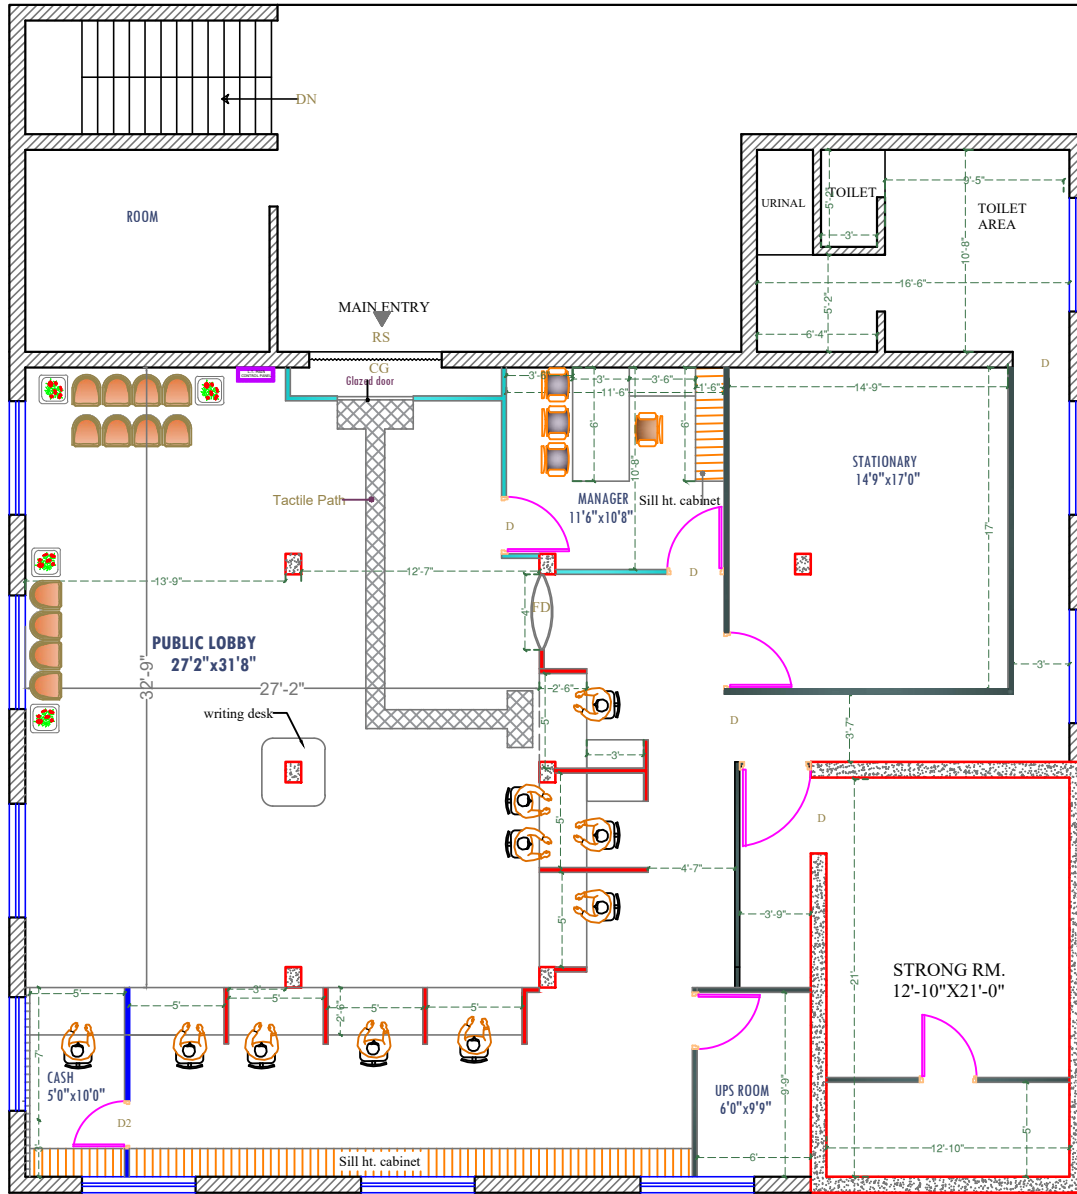 DN
ROOM
URINAL
TOILET
TOILET
AREA
5'-2"
3'
9'-5"
10'-8"
16'-6"
5'-2"
6'-4"
MAIN ENTRY
RS
CG
Glazed door
CONTROL PANEL
D
3'
3'-6"
11'-6"
1'-6"
14'-9"
6'
6'
10'-8"
STATIONARY
14'9"x17'0"
MANAGER
11'6"x10'8"
Sill ht. cabinet
Tactile Path
D
17'
D
13'-9"
12'-7"
FD
4'
PUBLIC LOBBY
27'2"x31'8"
32'-9"
27'-2"
3'
2'-6"
5'
writing desk
D
3'-7"
3'
5'
D
4'-7"
3'-9"
5'
21'
STRONG RM.
12'-10"X21'-0"
5'
5'
3'
5'
5'
5'
2'-6"
7'
CASH
5'0"x10'0"
UPS ROOM
6'0"x9'9"
9'-9"
D2
3'
5'
12'-10"
6'
Sill ht. cabinet